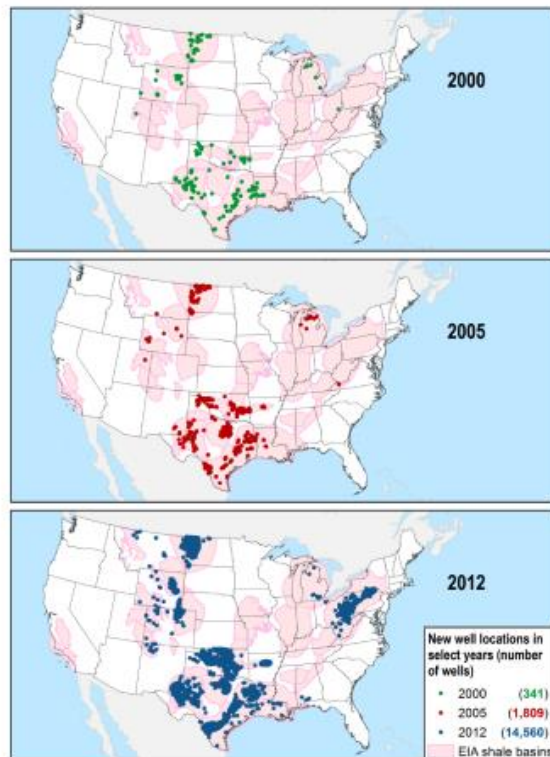 2000
2005
2012
New well locations in
select years (number
of wells)
2000 (341)
2005 (1,809)
2012 (14,560)
EIA shale basins